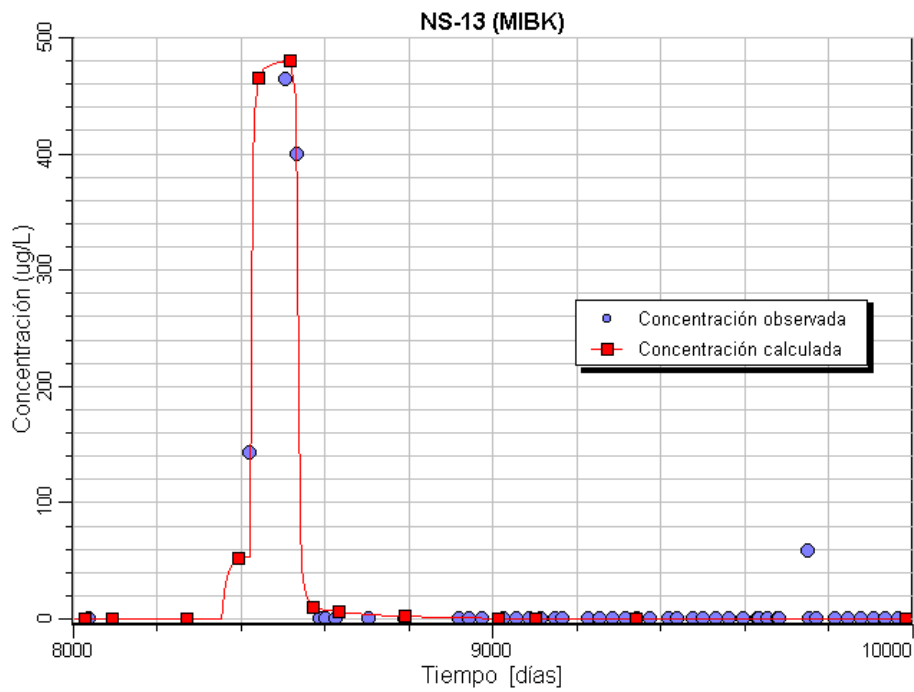 NS-13 (MIBK)
500
400
300
200
100
0
Concentración (ug/L)
Concentración observada
Concentración calculada
8000
9000
10000
Tiempo [días]